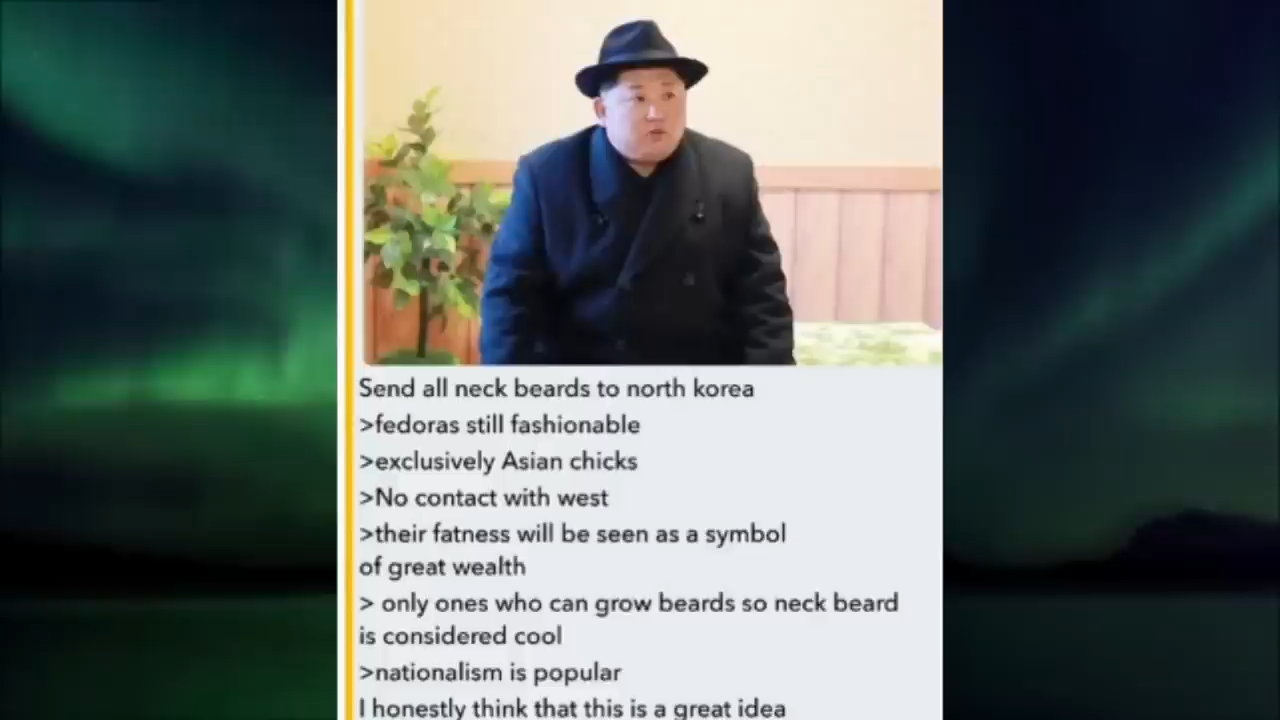 Send all neck beards to north korea
>fedoras still fashionable
>exclusively Asian chicks
>No contact with west
>their fatness will be seen as a symbol
of great wealth
> only ones who can grow beards so neck beard
is considered cool
>nationalism is popular
I honestly think that this is a great idea